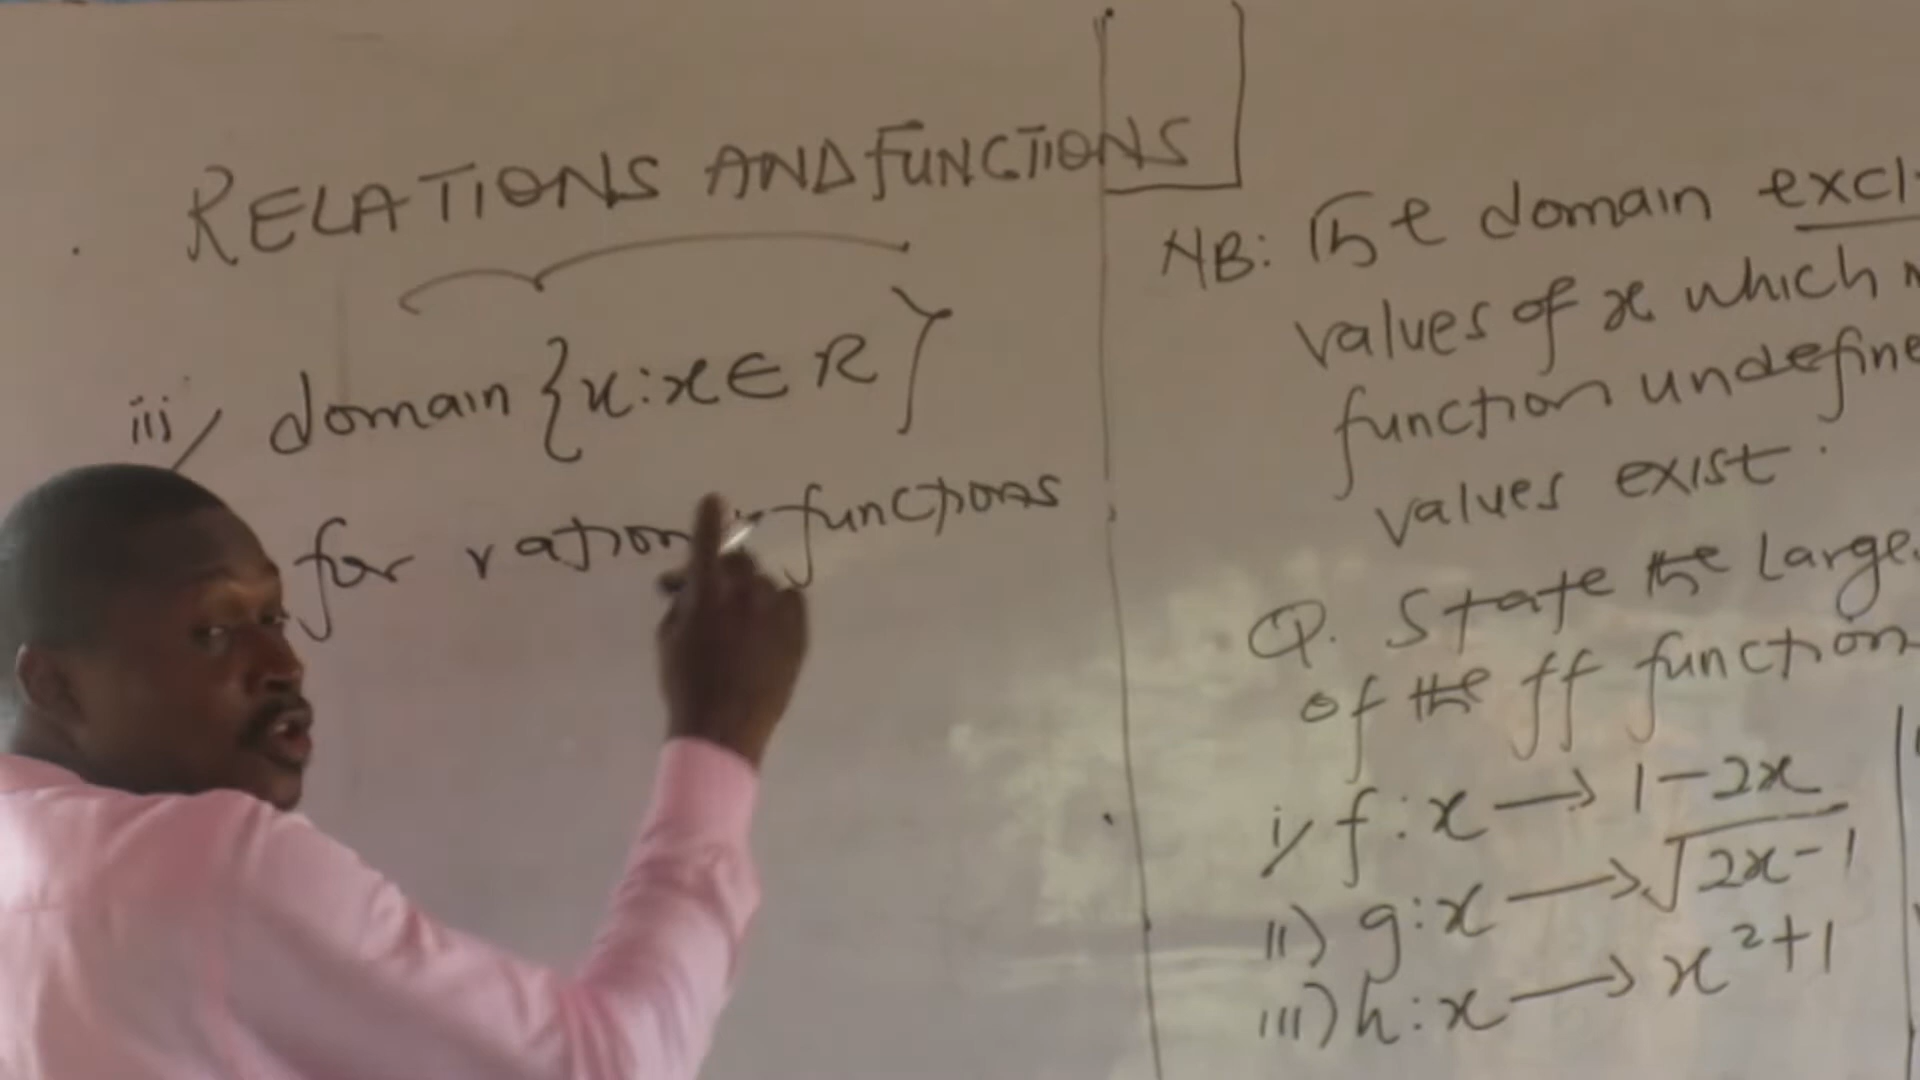 RELATIONS AND FUNCTIONS
iii/ domain {x:x∈R}
for functions
NB: The domain
values of x which
function
values exist.
Q. State the
of the ff function
i/ f:x → 1-2x
ii) g:x → √2x-1
iii) h:x → x²+1